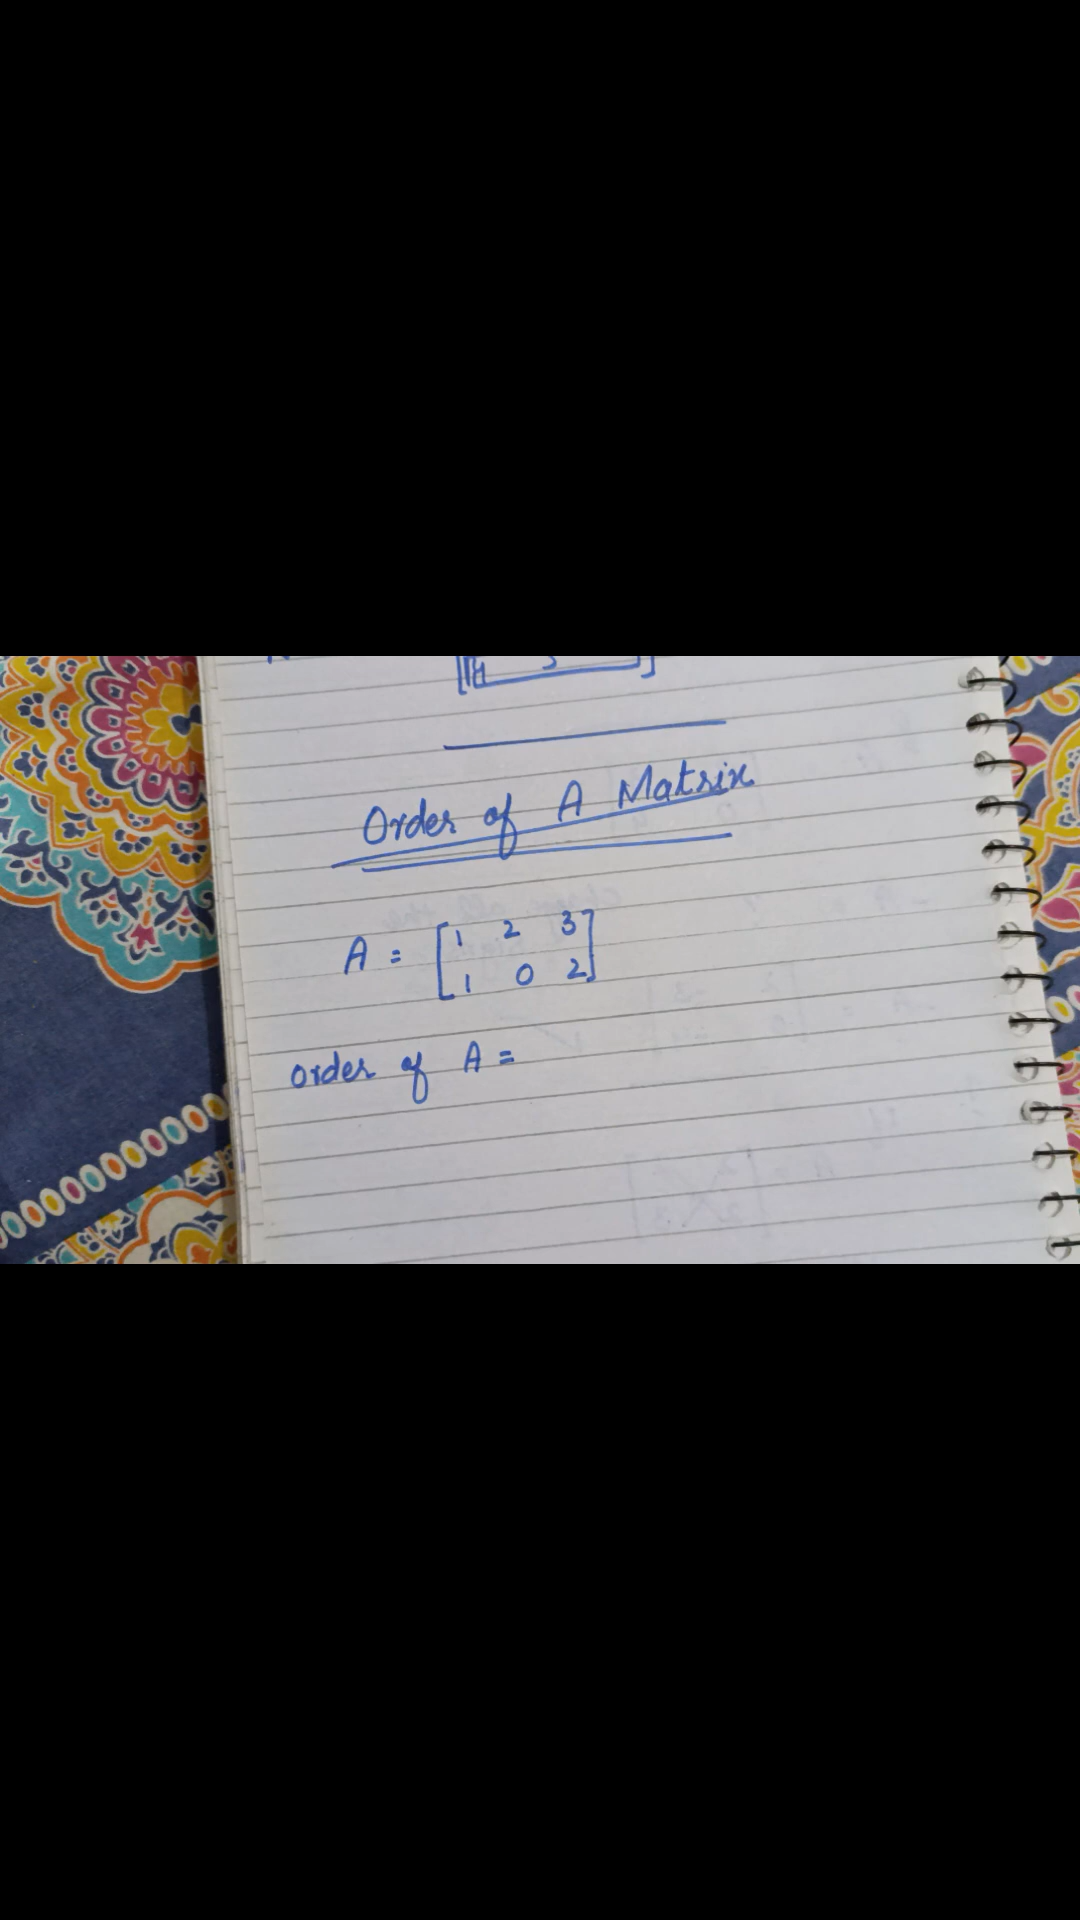 Order of A Matrix
A = [1 2 3
1 0 2]
order of A =